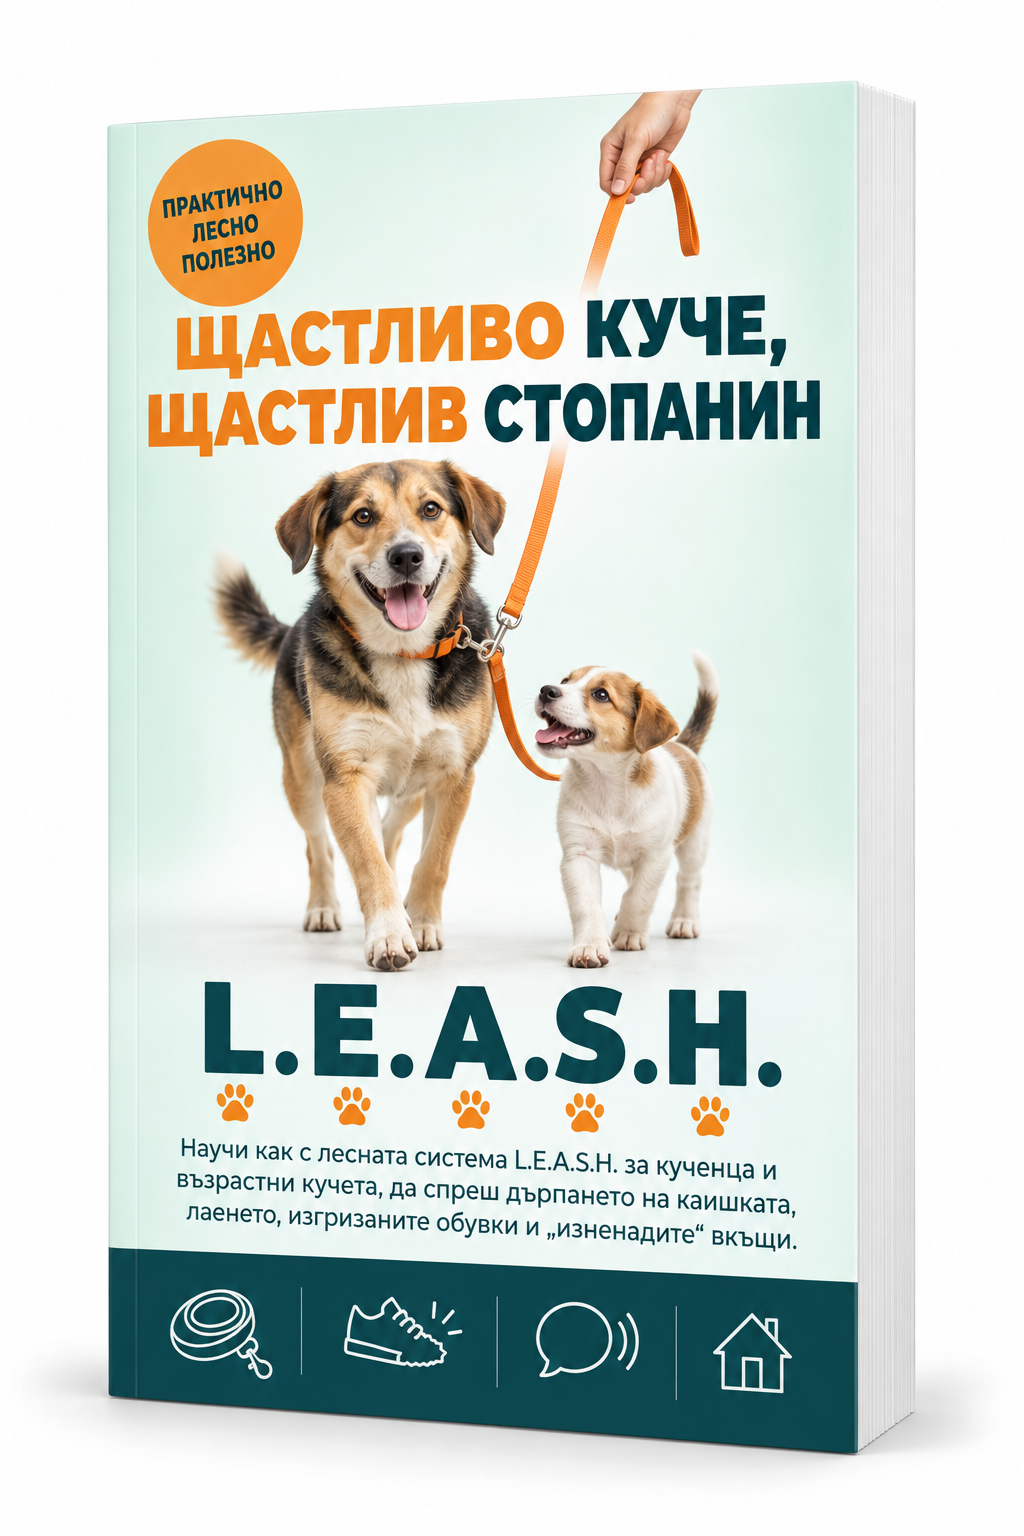 ПРАКТИЧНО
ЛЕСНО
ПОЛЕЗНО
ЩАСТЛИВО КУЧЕ,
ЩАСТЛИВ СТОПАНИН
L.E.A.S.H.
Научи как с лесната система L.E.A.S.H. за кученца и
възрастни кучета, да спреш дърпането на каишката,
лаенето, изгризаните обувки и „изненадите“ вкъщи.